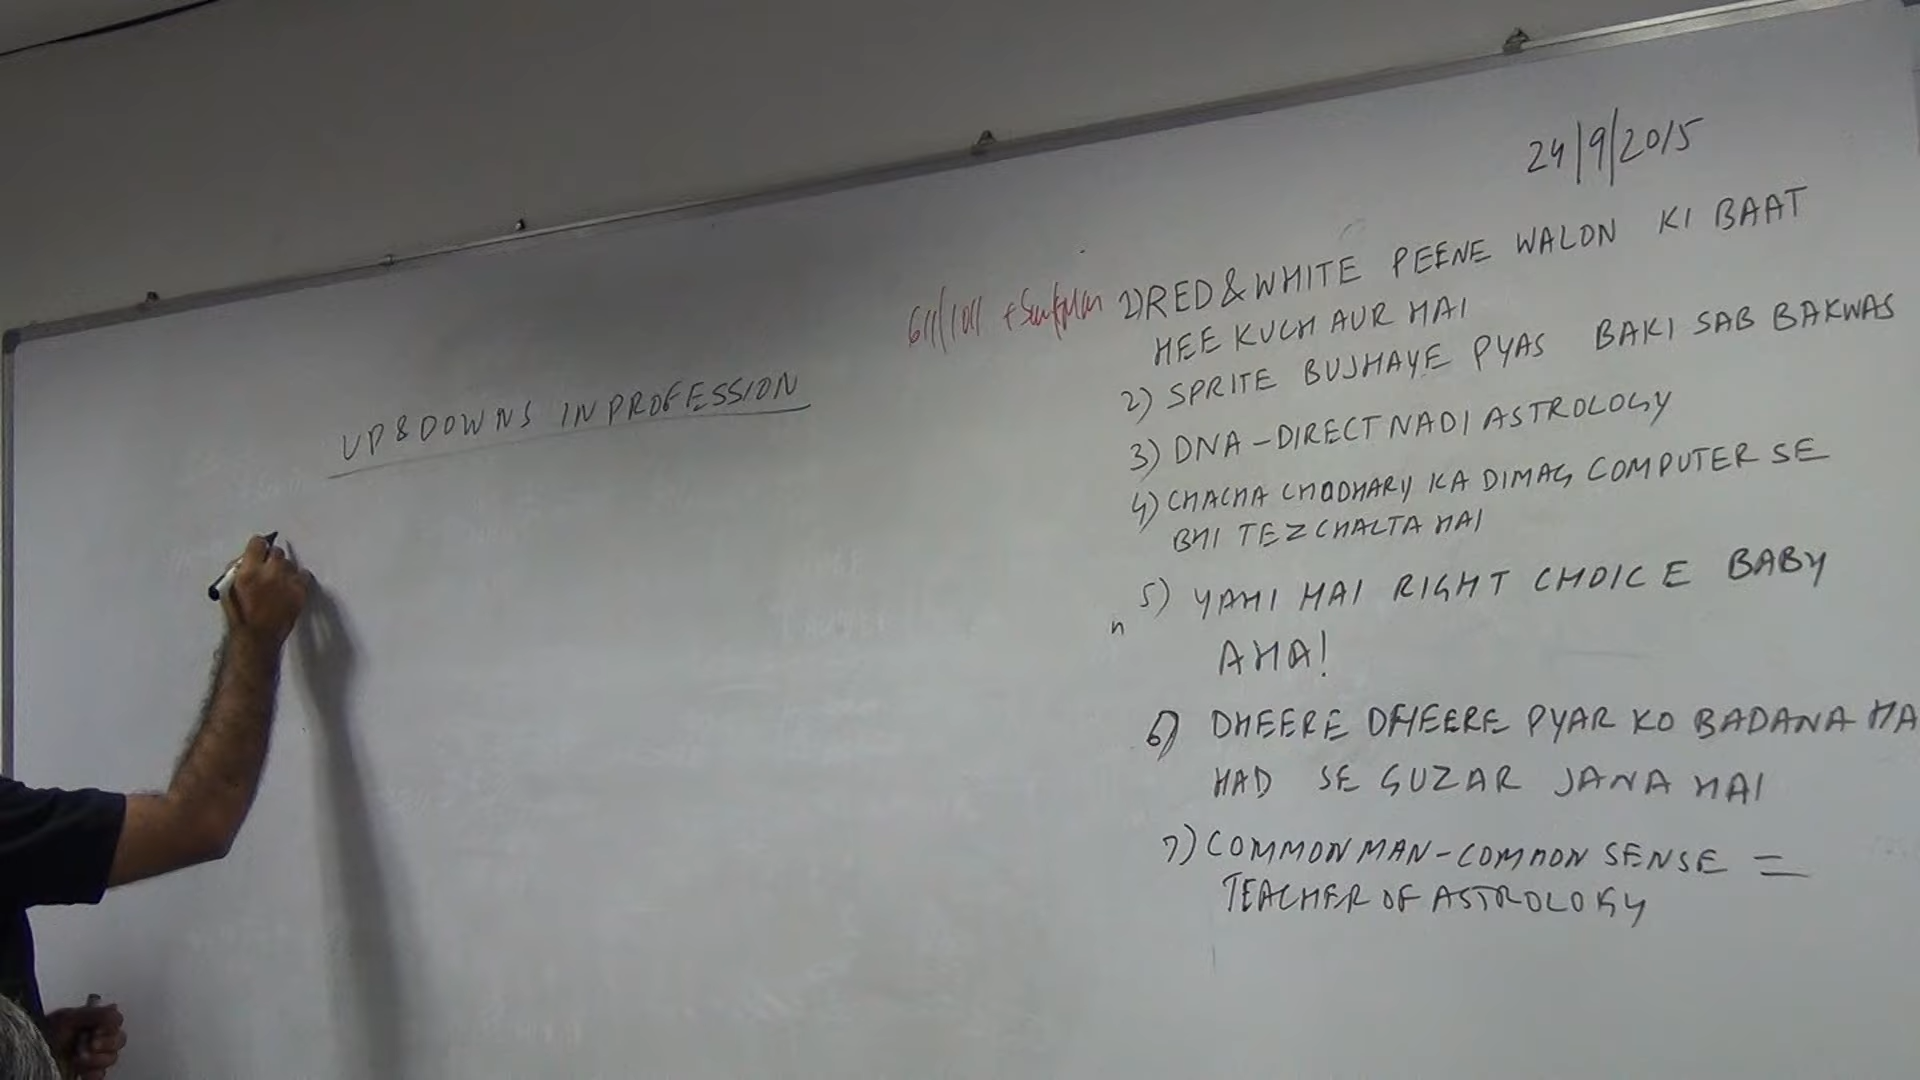 24/9/2015
UP & DOWNS IN PROFESSION
1) RED & WHITE PEENE WALON KI BAAT
HEE KUCH AUR HAI
2) SPRITE BUJHAYE PYAS BAKI SAB BAKWAS
3) DNA - DIRECT NADI ASTROLOGY
4) CHACHA CHODHARY KA DIMAG COMPUTER SE
BHI TEZ CHALTA HAI
5) YAHI HAI RIGHT CHOICE BABY
n
AHA!
6) DHEERE DHEERE PYAR KO BADANA HA
HAD SE GUZAR JANA HAI
7) COMMON MAN - COMMON SENSE =
TEACHER OF ASTROLOGY